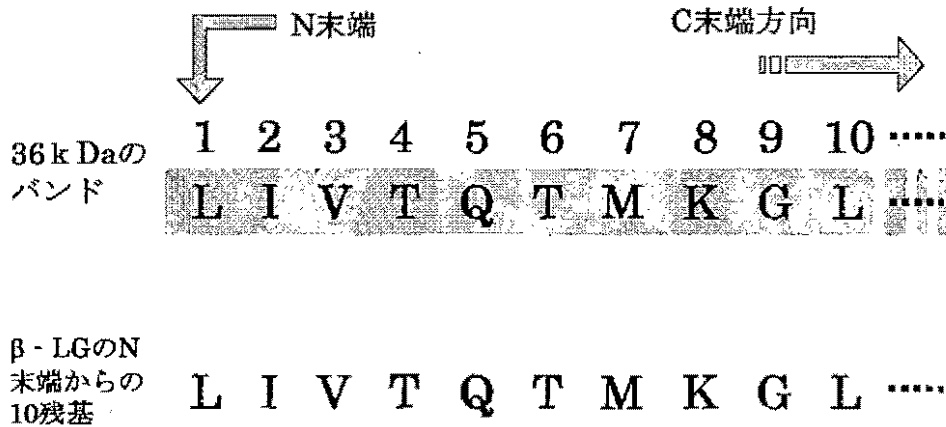 N末端
C末端方向
1 2 3 4 5 6 7 8 9 10 ・・・・・
36kDaの
バンド
L I V T Q T M K G L ・・・・・
β - LGのN
末端からの
10残基
L I V T Q T M K G L ・・・・・